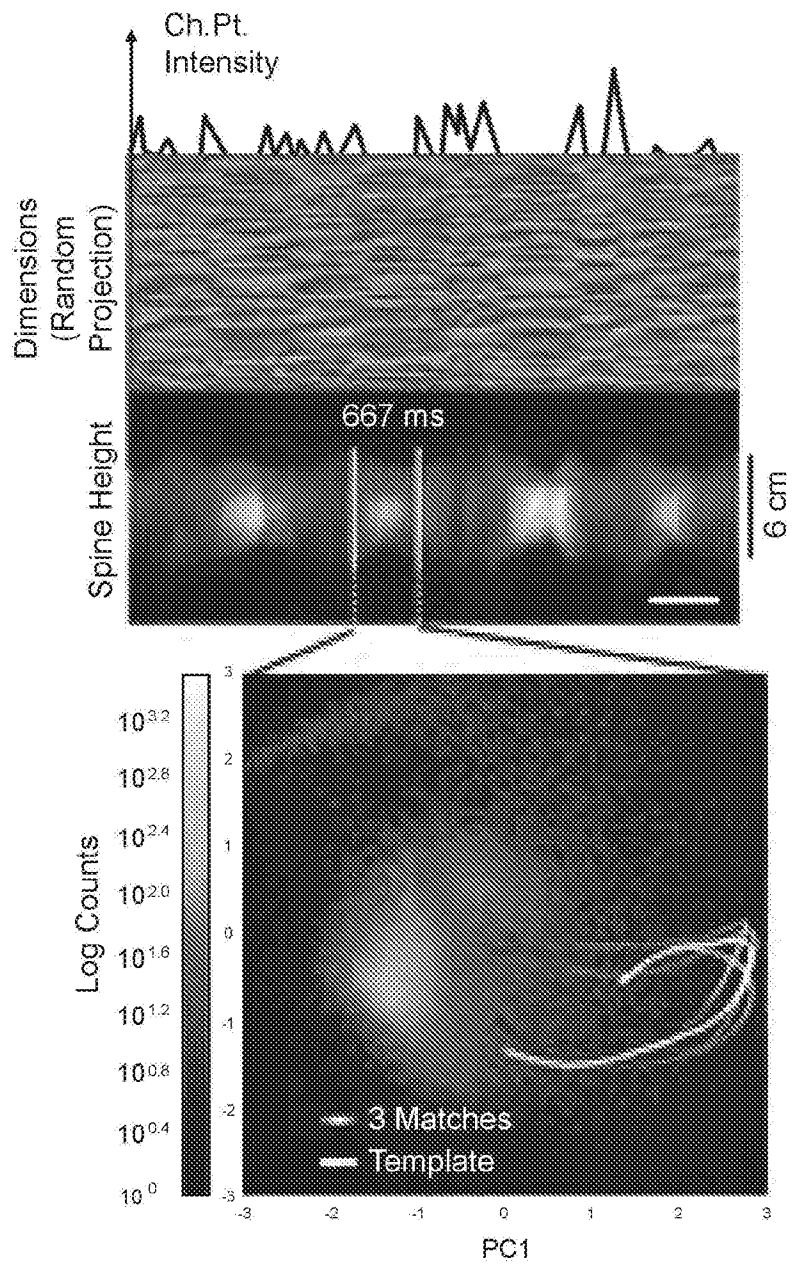 Ch.Pt.
Intensity
Dimensions
(Random
Projection)
667 ms
Spine Height
6 cm
10^3.2
10^2.8
10^2.4
10^2.0
10^1.6
10^1.2
10^0.8
10^0.4
10^0
Log Counts
3
2
1
0
-1
-2
-3
3 Matches
Template
-3 -2 -1 0 1 2 3
PC1